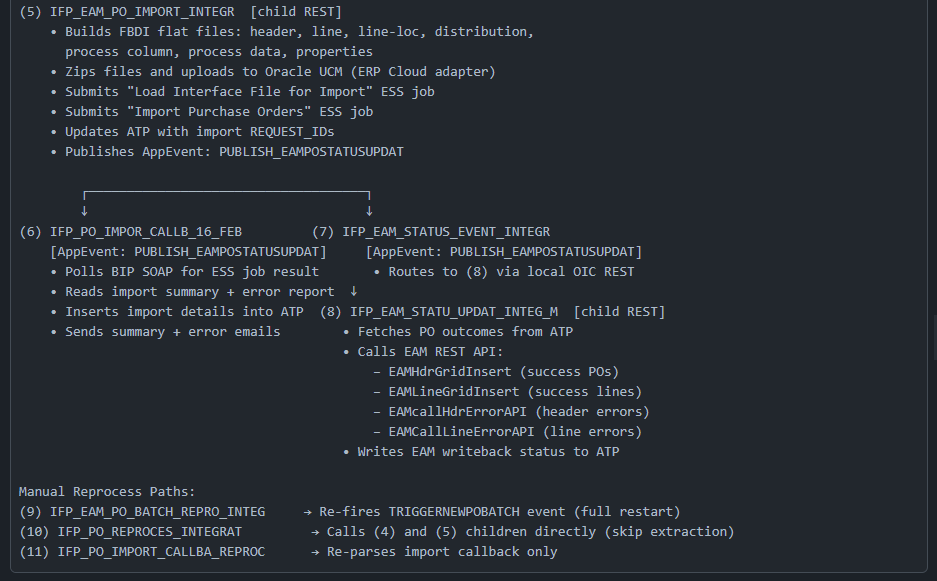 (5) IFP_EAM_PO_IMPORT_INTEGR  [child REST]
    • Builds FBDI flat files: header, line, line-loc, distribution,
      process column, process data, properties
    • Zips files and uploads to Oracle UCM (ERP Cloud adapter)
    • Submits "Load Interface File for Import" ESS job
    • Submits "Import Purchase Orders" ESS job
    • Updates ATP with import REQUEST_IDs
    • Publishes AppEvent: PUBLISH_EAMPOSTATUSUPDAT
(6) IFP_PO_IMPOR_CALLB_16_FEB         (7) IFP_EAM_STATUS_EVENT_INTEGR
    [AppEvent: PUBLISH_EAMPOSTATUSUPDAT]     [AppEvent: PUBLISH_EAMPOSTATUSUPDAT]
    • Polls BIP SOAP for ESS job result       • Routes to (8) via local OIC REST
    • Reads import summary + error report  ↓
    • Inserts import details into ATP  (8) IFP_EAM_STATU_UPDAT_INTEG_M  [child REST]
    • Sends summary + error emails        • Fetches PO outcomes from ATP
                                          • Calls EAM REST API:
                                              – EAMHdrGridInsert (success POs)
                                              – EAMLineGridInsert (success lines)
                                              – EAMcallHdrErrorAPI (header errors)
                                              – EAMCallLineErrorAPI (line errors)
                                          • Writes EAM writeback status to ATP
Manual Reprocess Paths:
(9) IFP_EAM_PO_BATCH_REPRO_INTEG     → Re-fires TRIGGERNEWPOBATCH event (full restart)
(10) IFP_PO_REPROCES_INTEGRAT         → Calls (4) and (5) children directly (skip extraction)
(11) IFP_PO_IMPORT_CALLBA_REPROC      → Re-parses import callback only